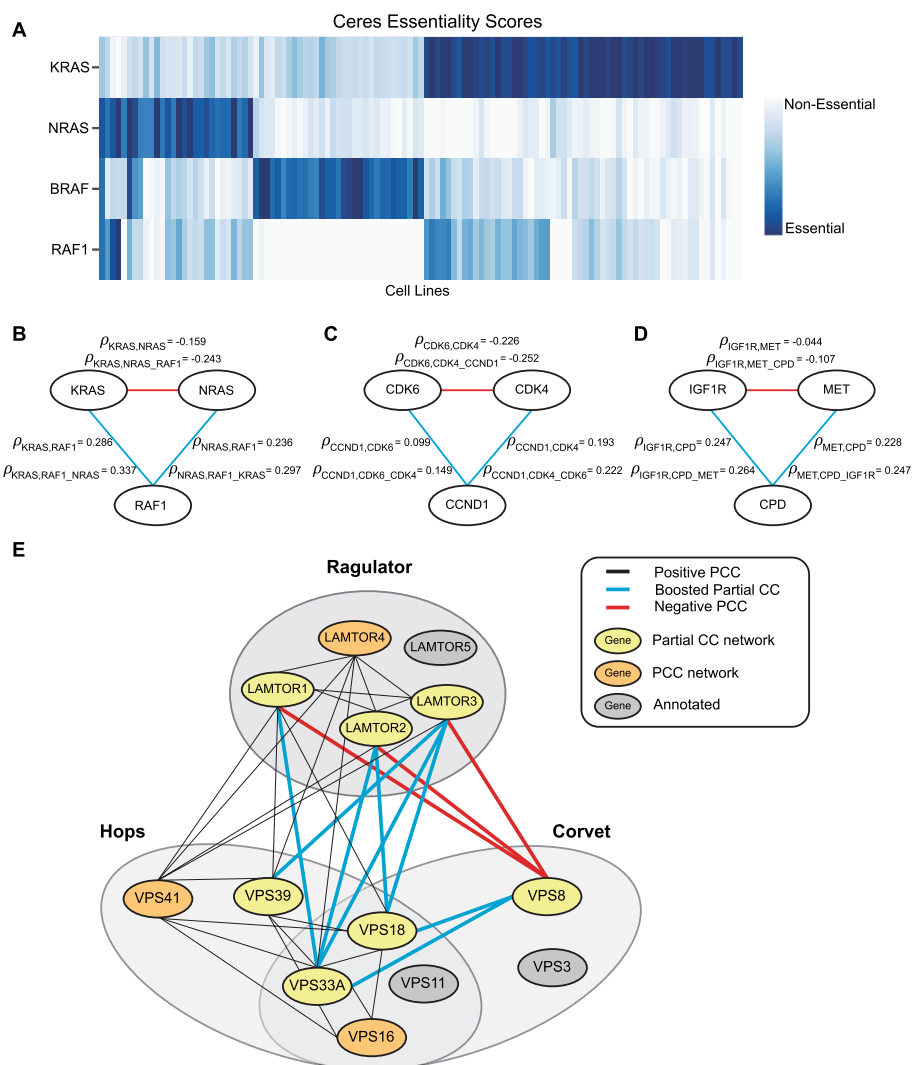 A
Ceres Essentiality Scores
KRAS
NRAS
BRAF
RAF1
Non-Essential
Essential
Cell Lines
B
ρKRAS,NRAS = -0.159
ρKRAS,NRAS_RAF1 = -0.243
KRAS
NRAS
ρKRAS,RAF1 = 0.286
ρNRAS,RAF1 = 0.236
ρKRAS,RAF1_NRAS = 0.337
ρNRAS,RAF1_KRAS = 0.297
RAF1
C
ρCDK6,CDK4 = -0.226
ρCDK6,CDK4_CCND1 = -0.252
CDK6
CDK4
ρCCND1,CDK6 = 0.099
ρCCND1,CDK4 = 0.193
ρCCND1,CDK6_CDK4 = 0.149
ρCCND1,CDK4_CDK6 = 0.222
CCND1
D
ρIGF1R,MET = -0.044
ρIGF1R,MET_CPD = -0.107
IGF1R
MET
ρIGF1R,CPD = 0.247
ρMET,CPD = 0.228
ρIGF1R,CPD_MET = 0.264
ρMET,CPD_IGF1R = 0.247
CPD
E
Ragulator
LAMTOR4
LAMTOR5
LAMTOR1
LAMTOR3
LAMTOR2
Hops
Corvet
VPS41
VPS39
VPS8
VPS18
VPS3
VPS33A
VPS11
VPS16
Positive PCC
Boosted Partial CC
Negative PCC
Gene Partial CC network
Gene PCC network
Gene Annotated